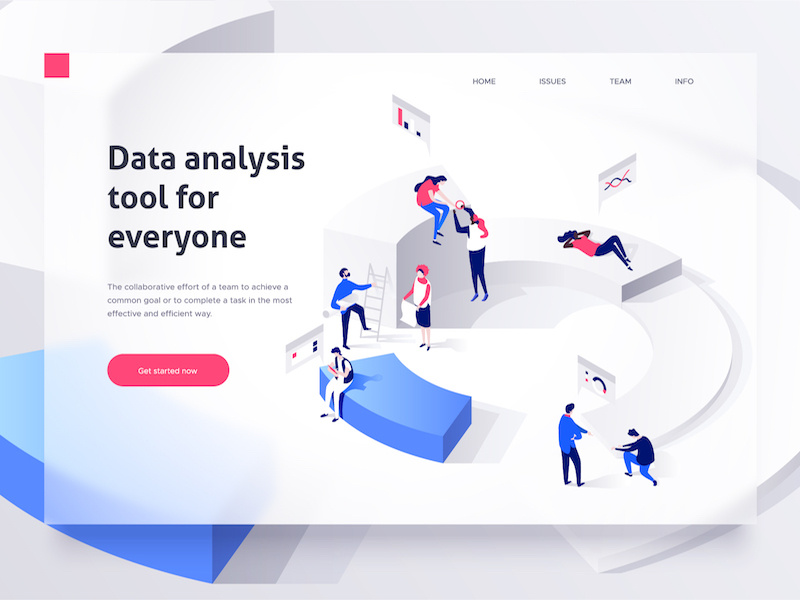 HOME ISSUES TEAM INFO
Data analysis
tool for
everyone
The collaborative effort of a team to achieve a
common goal or to complete a task in the most
effective and efficient way.
Get started now